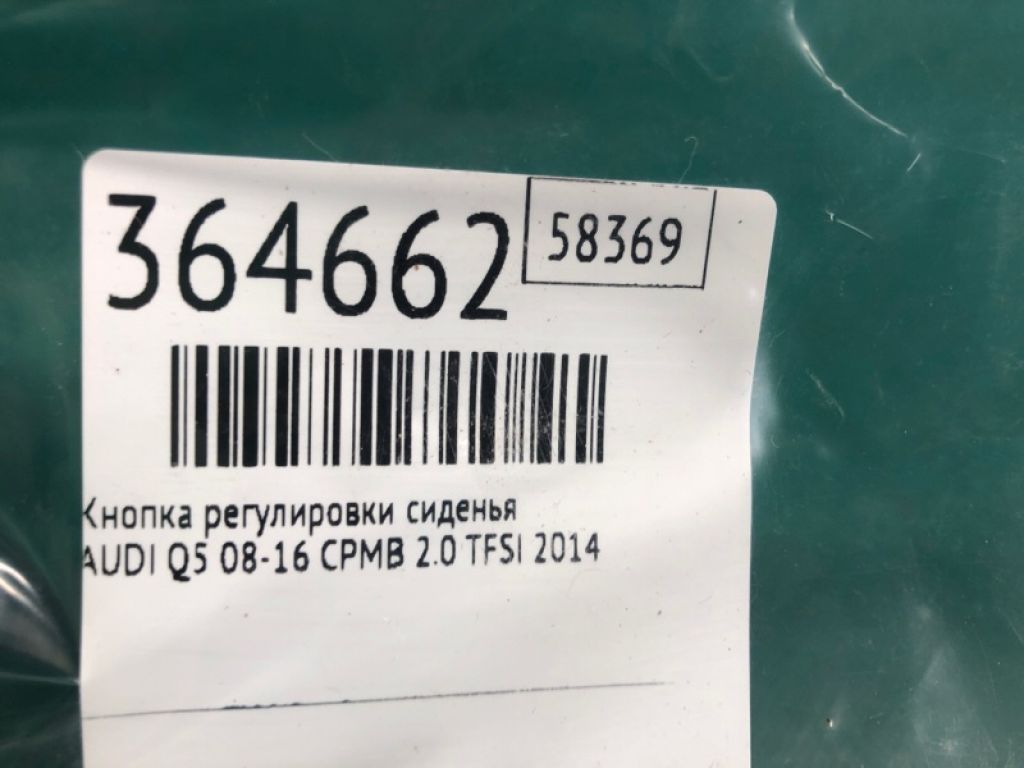 364662
58369
Кнопка регулировки сиденья
AUDI Q5 08-16 CPMB 2.0 TFSI 2014